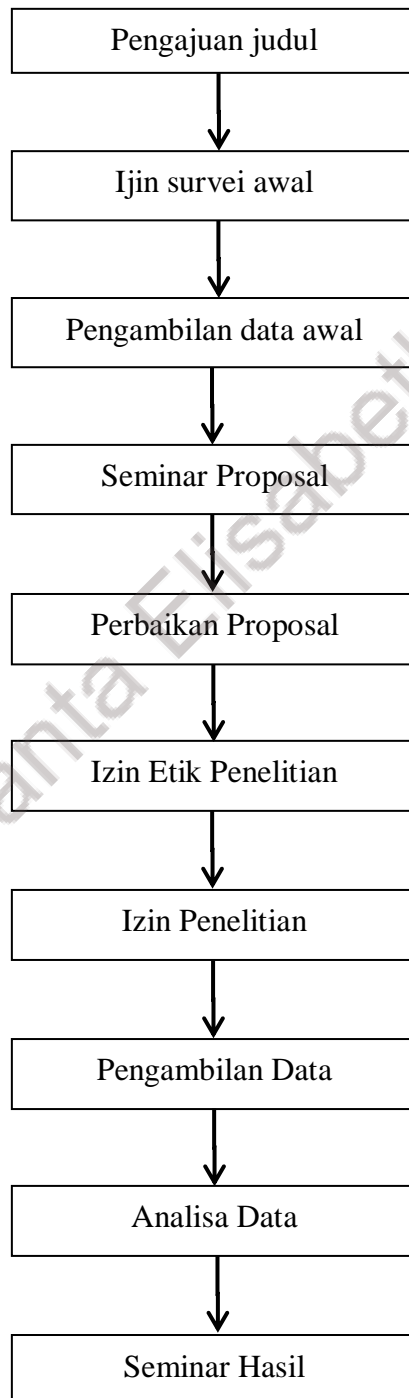 Pengajuan judul
Ijin survei awal
Pengambilan data awal
Seminar Proposal
Perbaikan Proposal
Izin Etik Penelitian
Izin Penelitian
Pengambilan Data
Analisa Data
Seminar Hasil